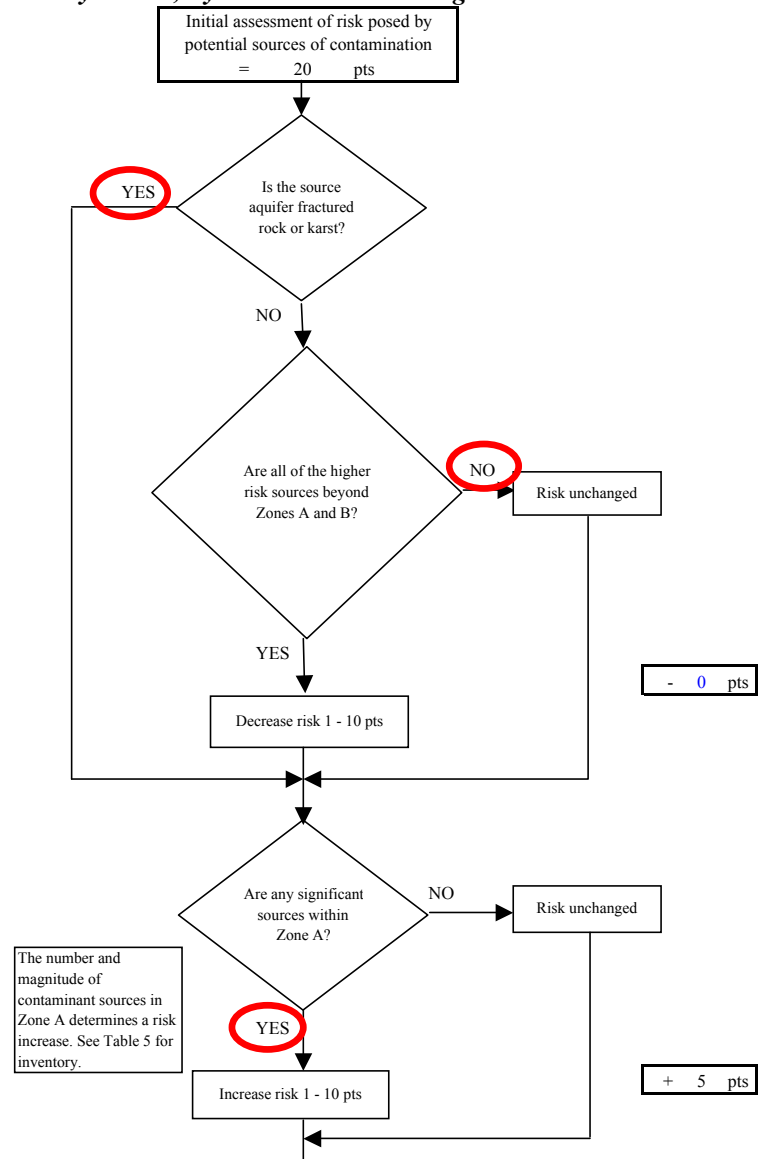 Initial assessment of risk posed by
potential sources of contamination
= 20 pts
YES
Is the source
aquifer fractured
rock or karst?
NO
Are all of the higher
risk sources beyond
Zones A and B?
NO
Risk unchanged
YES
- 0 pts
Decrease risk 1 - 10 pts
Are any significant
sources within
Zone A?
NO
Risk unchanged
The number and
magnitude of
contaminant sources in
Zone A determines a risk
increase. See Table 5 for
inventory.
YES
Increase risk 1 - 10 pts
+ 5 pts